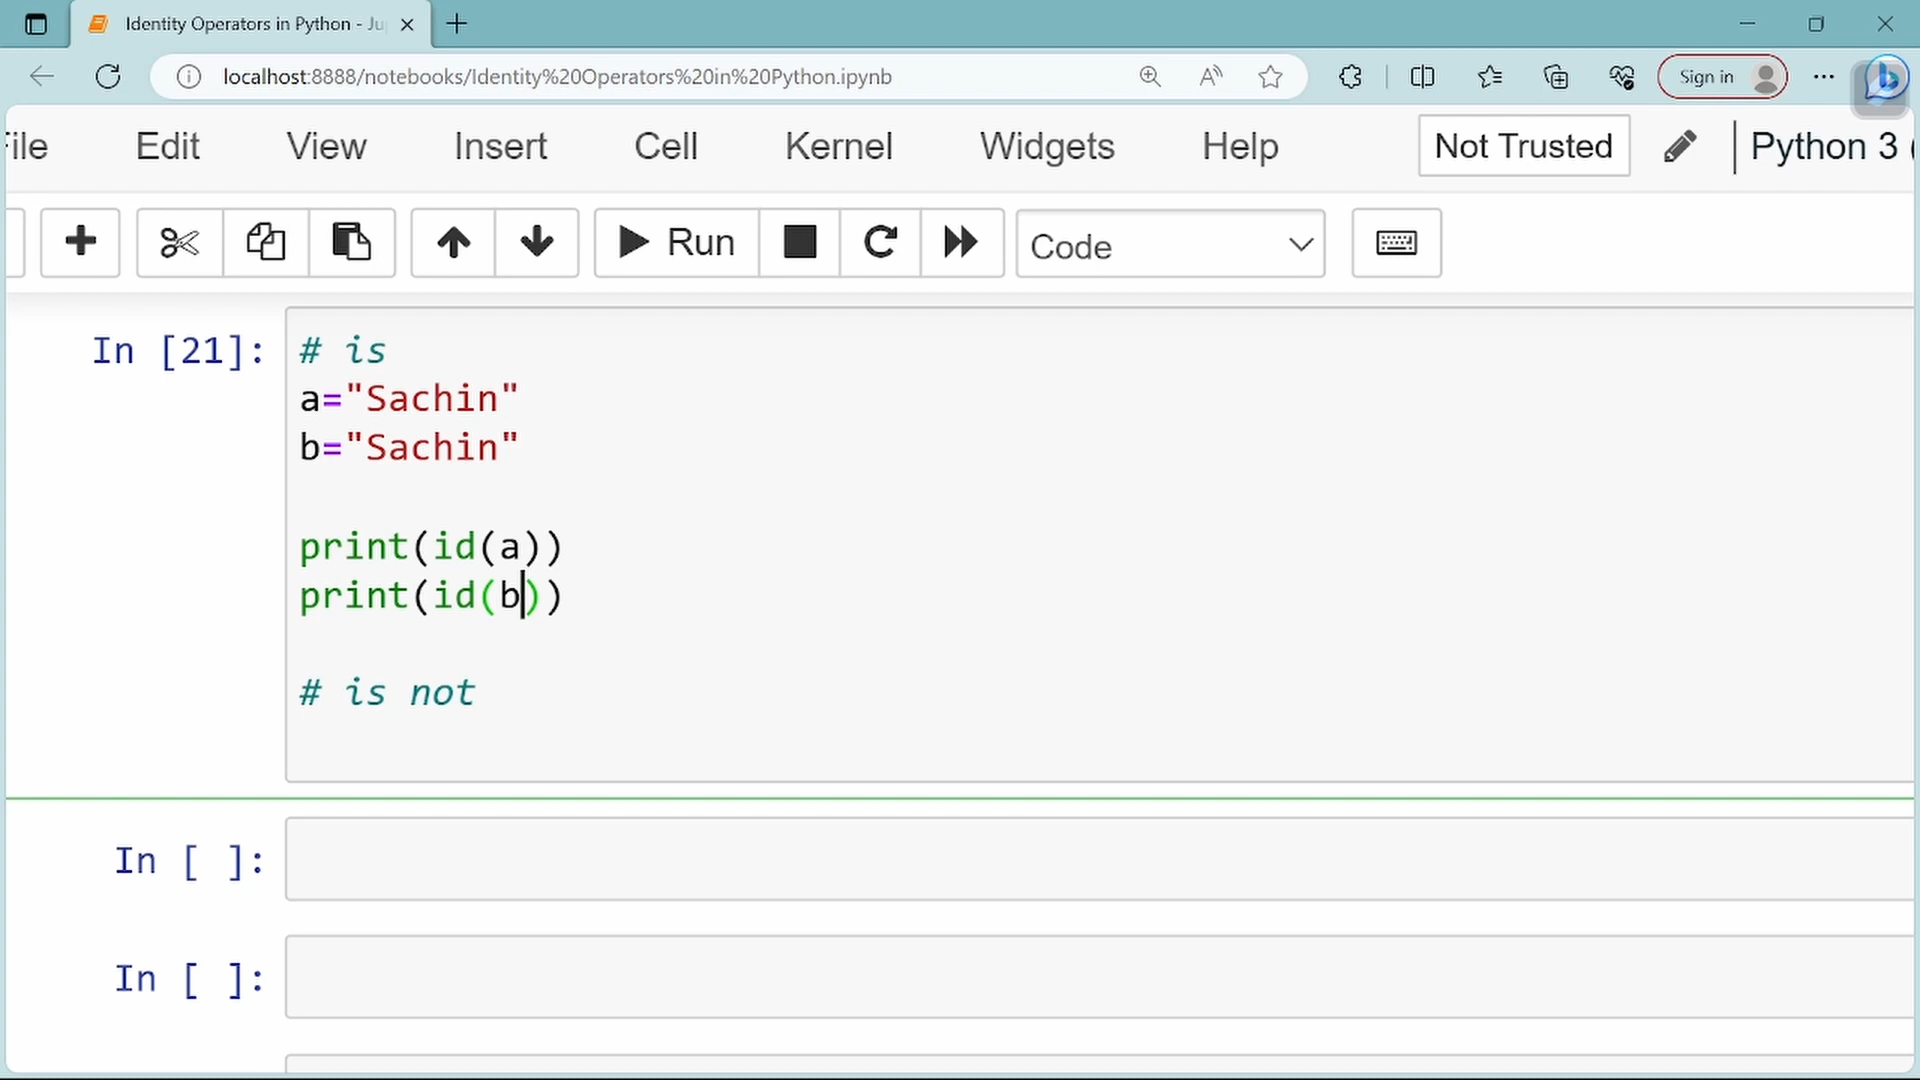 Identity Operators in Python - Ju
localhost:8888/notebooks/Identity%20Operators%20in%20Python.ipynb
Sign in
ile Edit View Insert Cell Kernel Widgets Help Not Trusted Python 3 (
Run Code
In [21]: # is
a="Sachin"
b="Sachin"
print(id(a))
print(id(b))
# is not
In [ ]:
In [ ]: